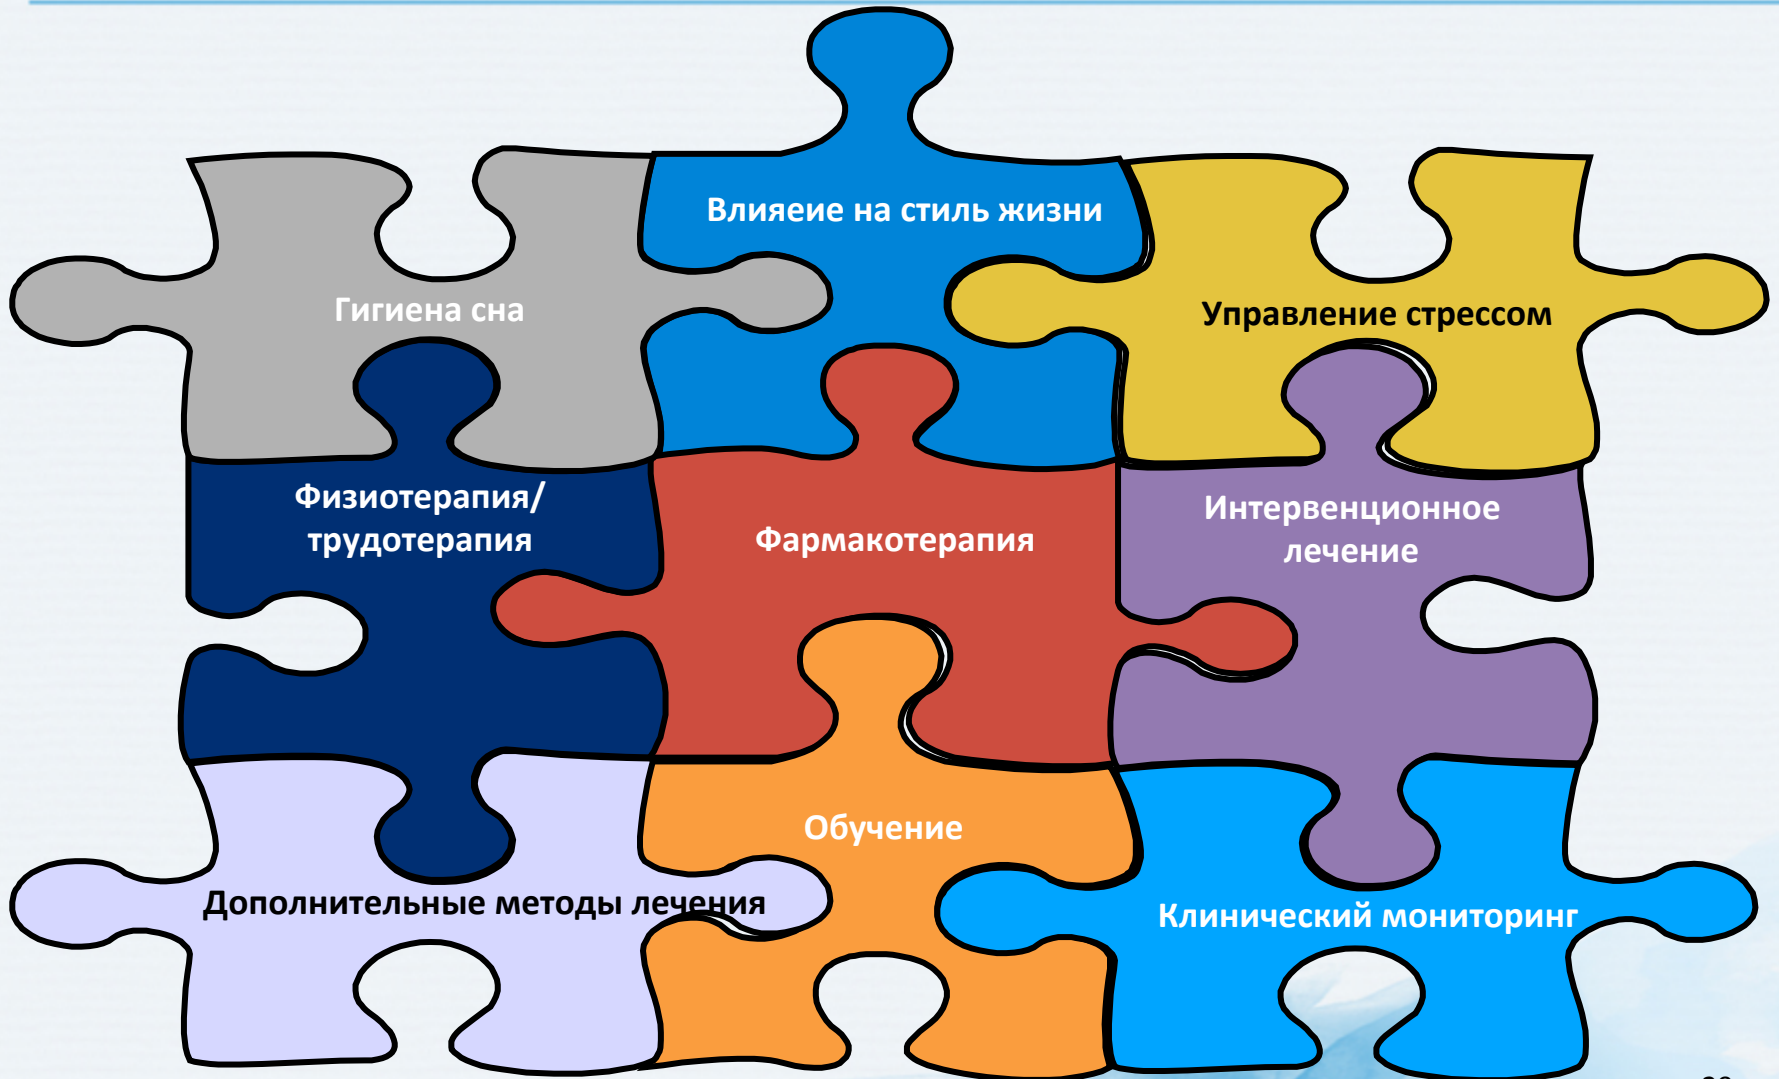 Влияеие на стиль жизни
Гигиена сна
Управление стрессом
Физиотерапия/
трудотерапия
Фармакотерапия
Интервенционное
лечение
Обучение
Дополнительные методы лечения
Клинический мониторинг